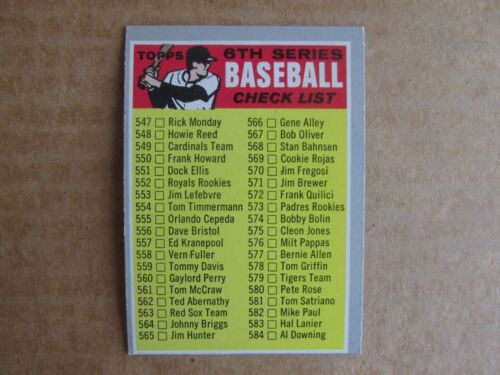 TOPPS 6TH SERIES
BASEBALL
CHECK LIST
547 Rick Monday
548 Howie Reed
549 Cardinals Team
550 Frank Howard
551 Dock Ellis
552 Royals Rookies
553 Jim Lefebvre
554 Tom Timmermann
555 Orlando Cepeda
556 Dave Bristol
557 Ed Kranepool
558 Vern-Fuller
559 Tommy Davis
560 Gaylord Perry
561 Tom McCraw
562 Ted Abernathy
563 Red Sox Team
564 Johnny Briggs
565 Jim Hunter
566 Gene Alley
567 Bob Oliver
568 Stan Bahnsen
569 Cookie Rojas
570 Jim Fregosi
571 Jim Brewer
572 Frank Quilici
573 Padres Rookies
574 Bobby Bolin
575 Cleon Jones
576 Milt Pappas
577 Bernie Allen
578 Tom Griffin
579 Tigers Team
580 Pete Rose
581 Tom Satriano
582 Mike Paul
583 Hal Lanier
584 Al Downing